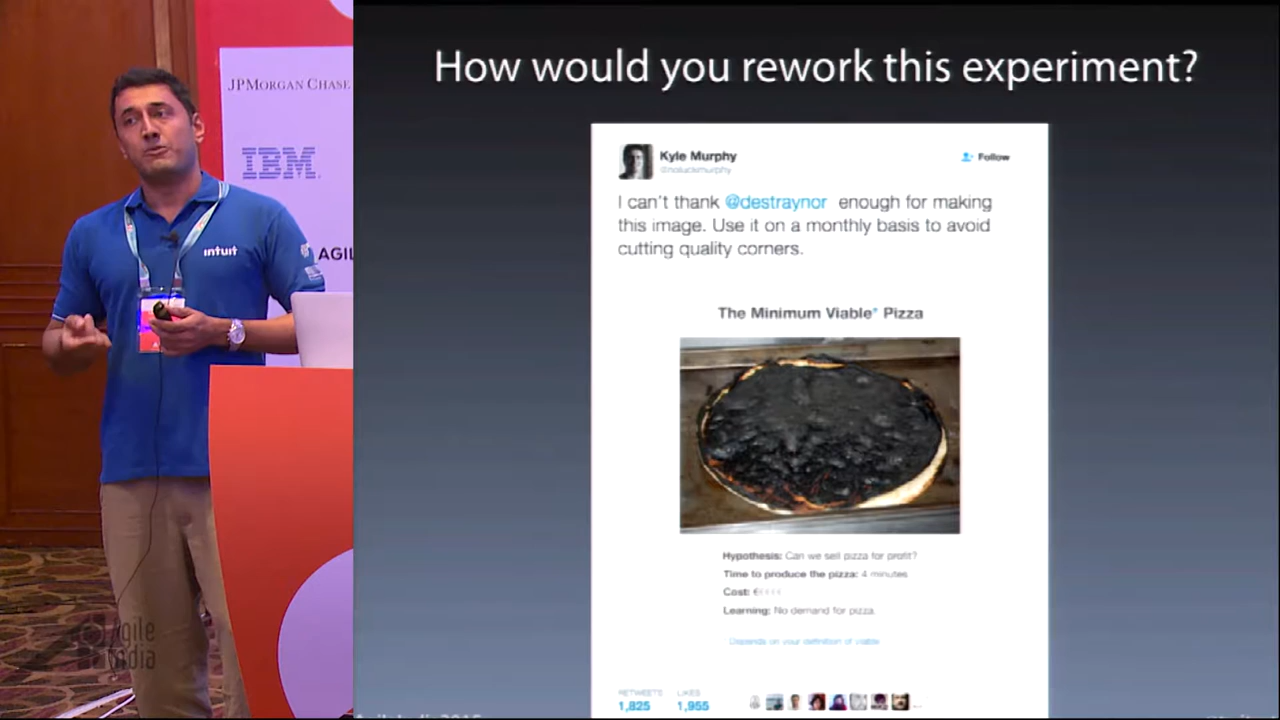 How would you rework this experiment?
JPMORGAN CHASE
IBM
intuit
AGIL
Kyle Murphy
@noluckmurphy
Follow
I can't thank @destraynor enough for making
this image. Use it on a monthly basis to avoid
cutting quality corners.
The Minimum Viable* Pizza
Hypothesis: Can we sell pizza for profit?
Time to produce the pizza: 4 minutes
Cost:
Learning: No demand for pizza.
Depends on your definition of viable
RETWEETS LIKES
1,825 1,955
Agile
India